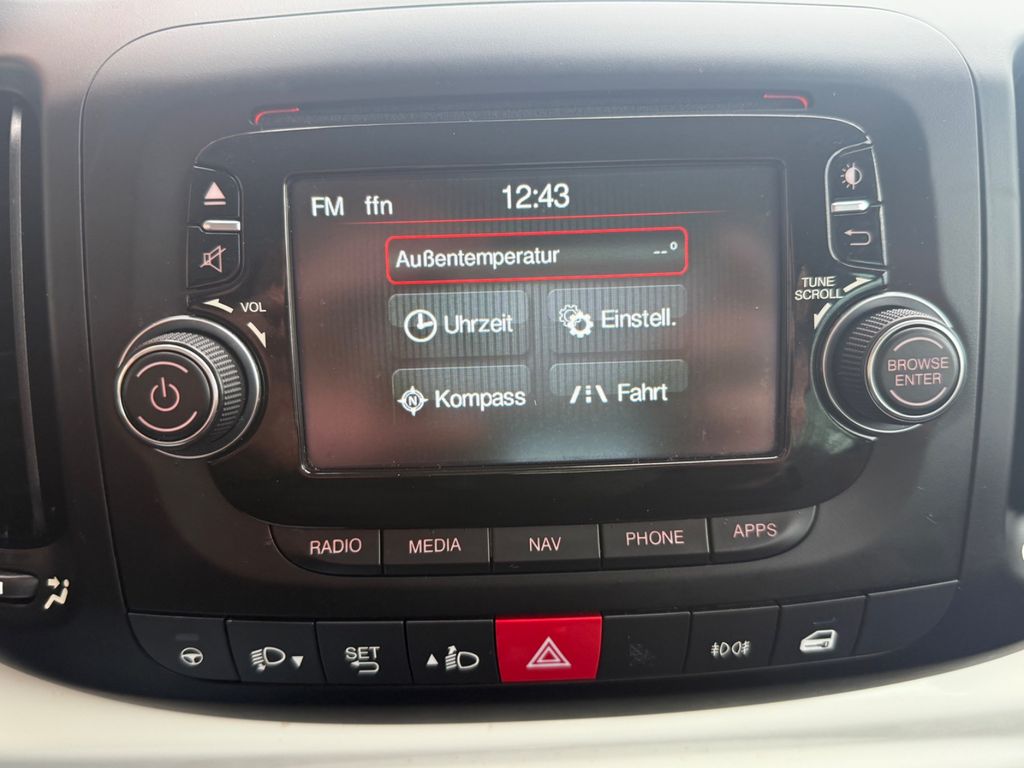 12:43
FM ffn
Außentemperatur --°
Uhrzeit Einstell.
N Kompass Fahrt
VOL
TUNE
SCROLL
BROWSE
ENTER
RADIO MEDIA NAV PHONE APPS
SET